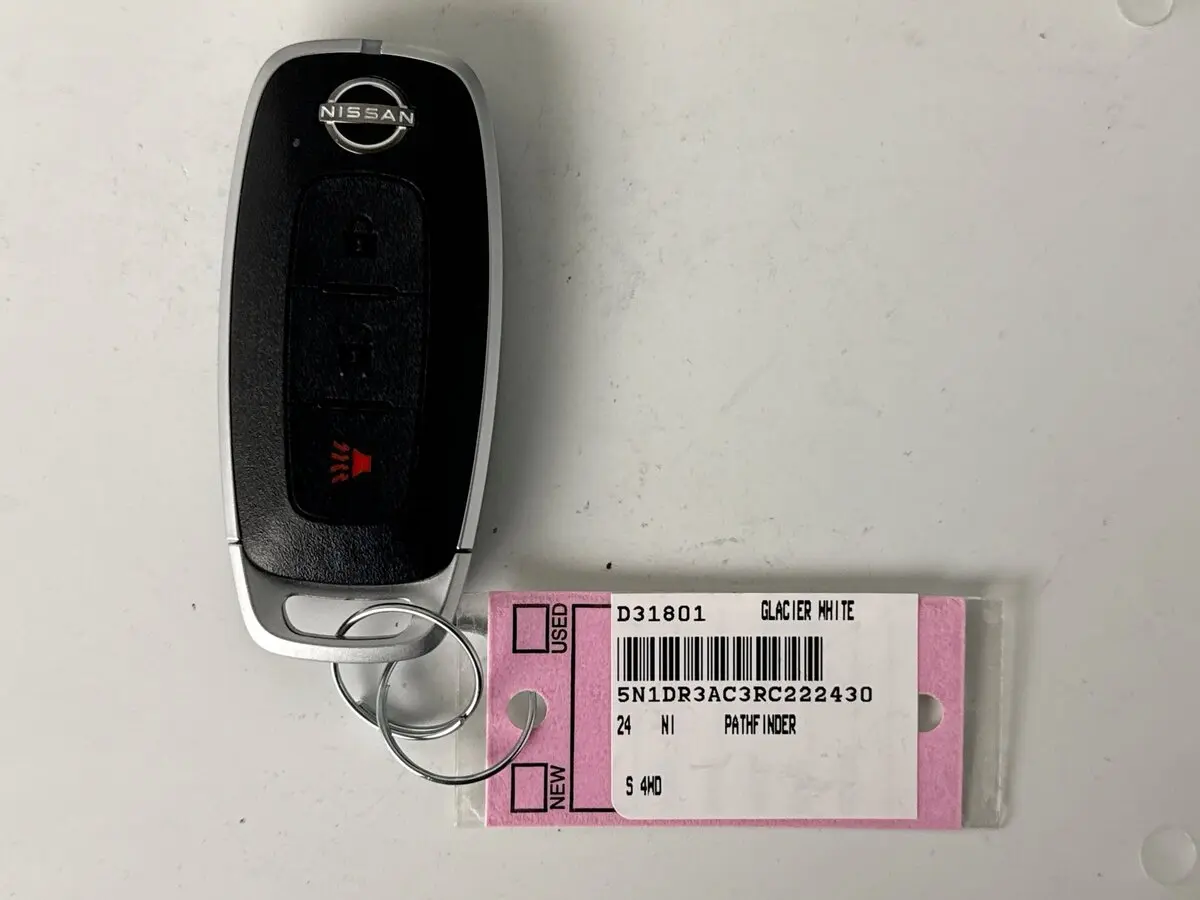 NISSAN
USED
NEW
D31801 GLACIER WHITE
5N1DR3AC3RC222430
24 NI PATHFINDER
S 4WD